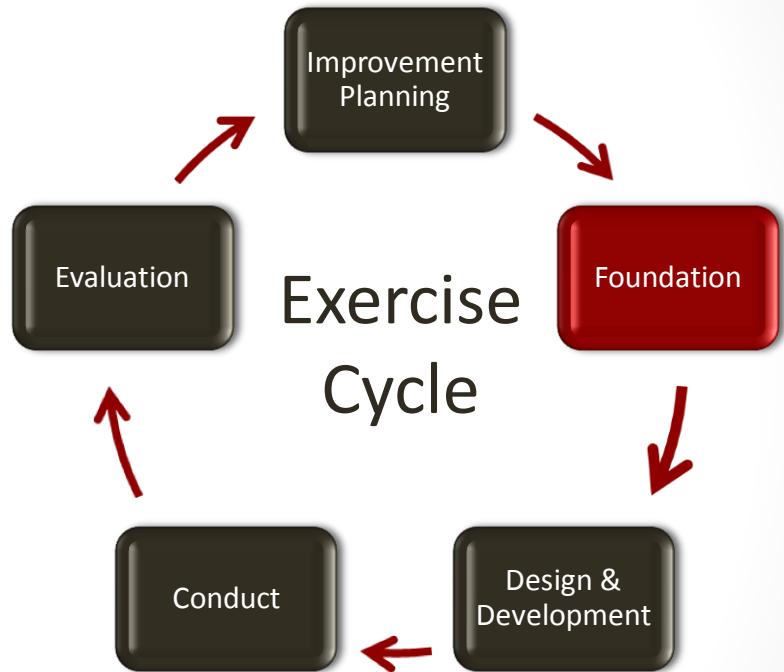 Improvement
Planning
Foundation
Design &
Development
Conduct
Evaluation
Exercise
Cycle